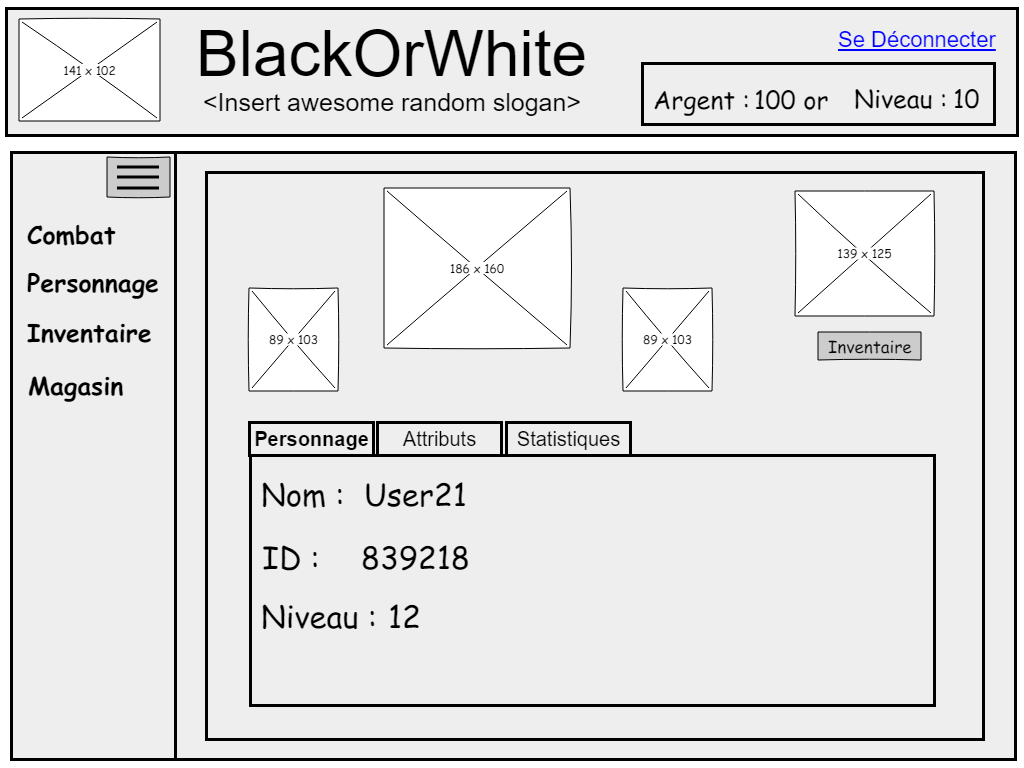 141 x 102
BlackOrWhite
<Insert awesome random slogan>
Se Déconnecter
Argent : 100 or Niveau : 10
Combat
Personnage
Inventaire
Magasin
186 x 160
139 x 125
89 x 103
89 x 103
Inventaire
Personnage Attributs Statistiques
Nom : User21
ID : 839218
Niveau : 12